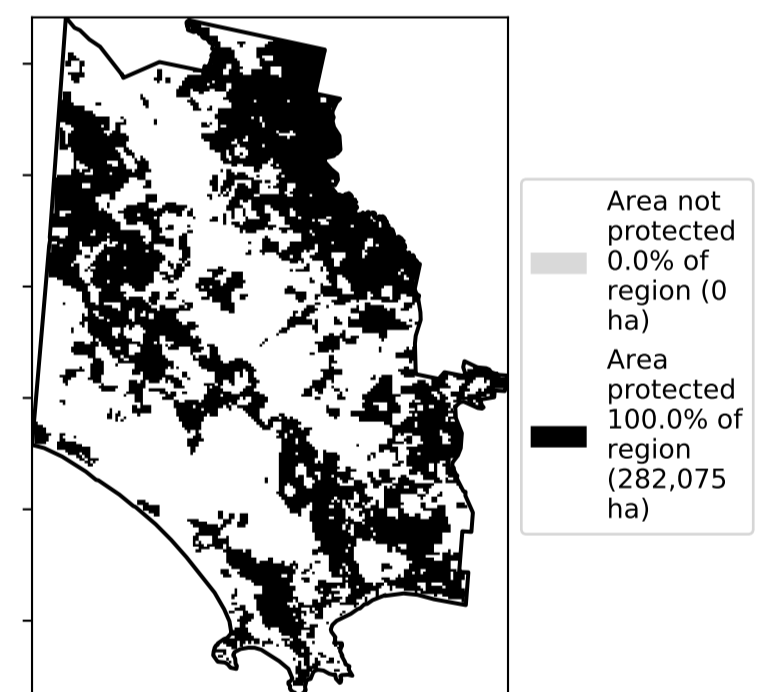 Area not
protected
0.0% of
region (0
ha)
Area
protected
100.0% of
region
(282,075
ha)